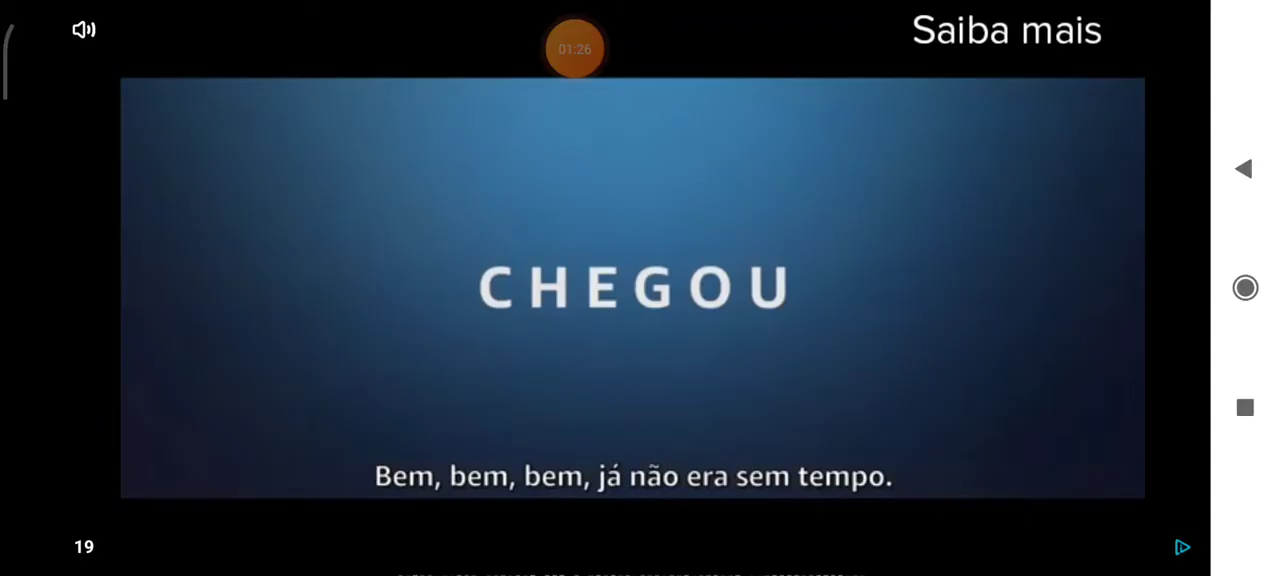 Saiba mais
01:26
CHEGOU
Bem, bem, bem, já não era sem tempo.
19